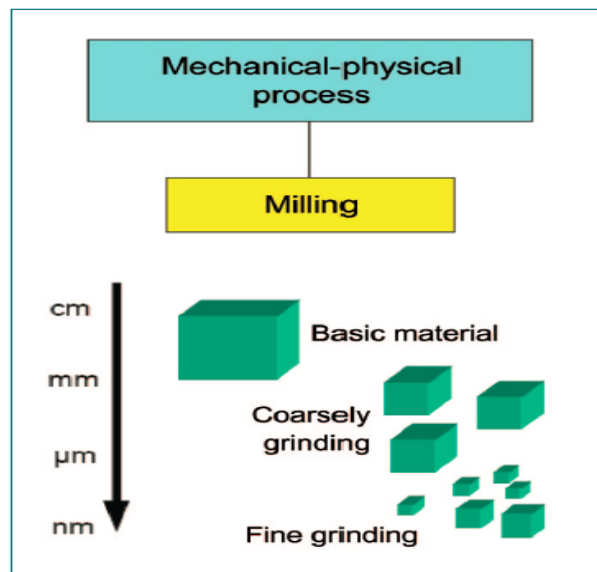 Mechanical-physical
process
Milling
cm
Basic material
mm
Coarsely
grinding
µm
nm
Fine grinding